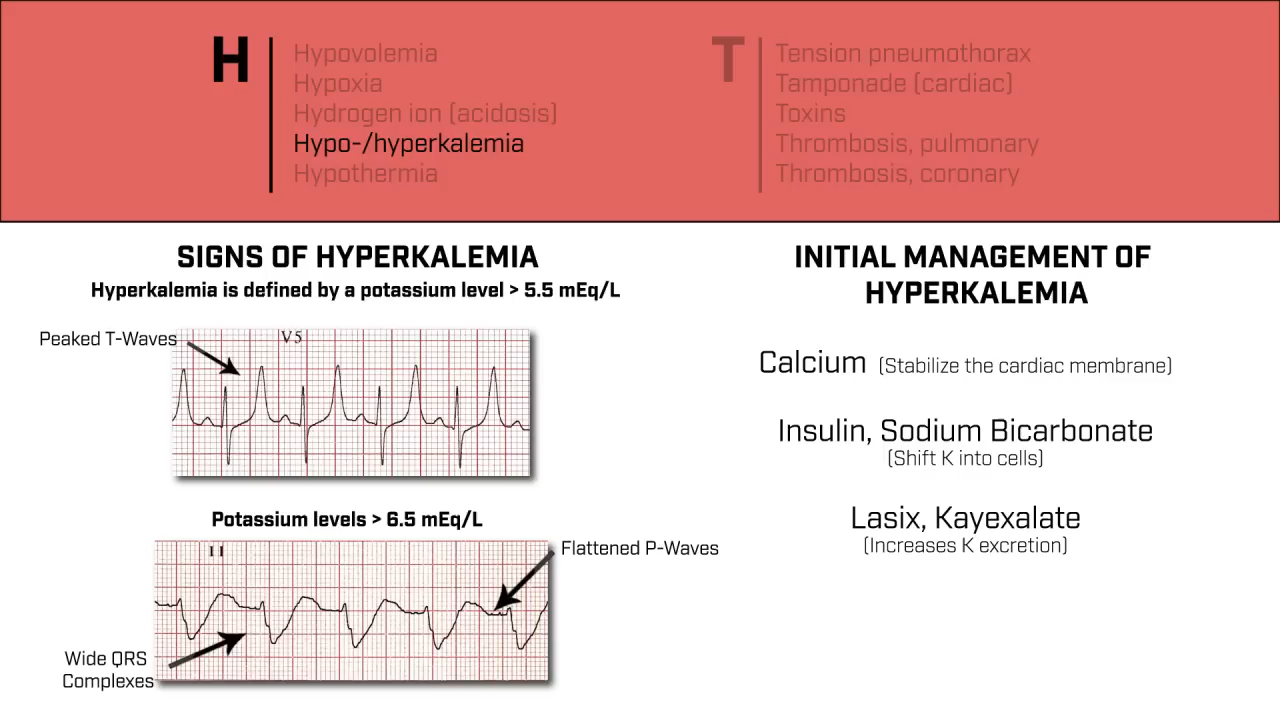 H
Hypovolemia
Hypoxia
Hydrogen ion (acidosis)
Hypo-/hyperkalemia
Hypothermia
T
Tension pneumothorax
Tamponade (cardiac)
Toxins
Thrombosis, pulmonary
Thrombosis, coronary
SIGNS OF HYPERKALEMIA
Hyperkalemia is defined by a potassium level > 5.5 mEq/L
Peaked T-Waves
V5
Potassium levels > 6.5 mEq/L
II
Flattened P-Waves
Wide QRS
Complexes
INITIAL MANAGEMENT OF
HYPERKALEMIA
Calcium (Stabilize the cardiac membrane)
Insulin, Sodium Bicarbonate
(Shift K into cells)
Lasix, Kayexalate
(Increases K excretion)